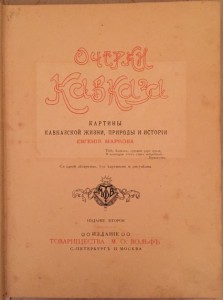 ОЧЕРКИ
КАВКАЗА
КАРТИНЫ
КАВКАЗСКОЙ ЖИЗНИ, ПРИРОДЫ И ИСТОРІИ
ЕВГЕНІЯ МАРКОВА
ИЗДАНІЕ ВТОРОЕ
ИЗДАНІЕ
ТОВАРИЩЕСТВА М. О. ВОЛЬФЪ
С.-ПЕТЕРБУРГЪ И МОСКВА